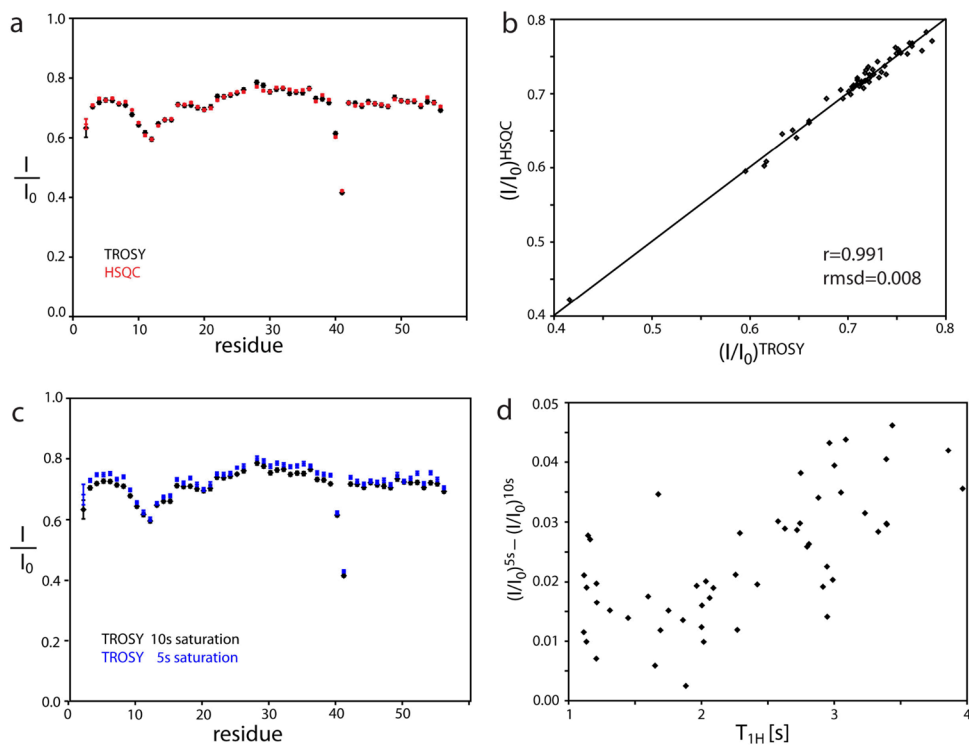 a
1.0
0.8
0.6
0.4
0.2
0.0
I
I0
TROSY
HSQC
0 10 20 30 40 50
residue
b
0.8
0.7
0.6
0.7
0.5
0.4
(I/I0)HSQC
r=0.991
rmsd=0.008
0.4 0.5 0.6 0.7 0.8
(I/I0)TROSY
c
1.0
0.8
0.6
0.4
0.2
0.0
I
I0
TROSY 10s saturation
TROSY 5s saturation
0 10 20 30 40 50
residue
d
0.05
0.04
0.03
0.02
0.01
0.00
(I/I0)5s – (I/I0)10s
1 2 3 4
T1H [s]